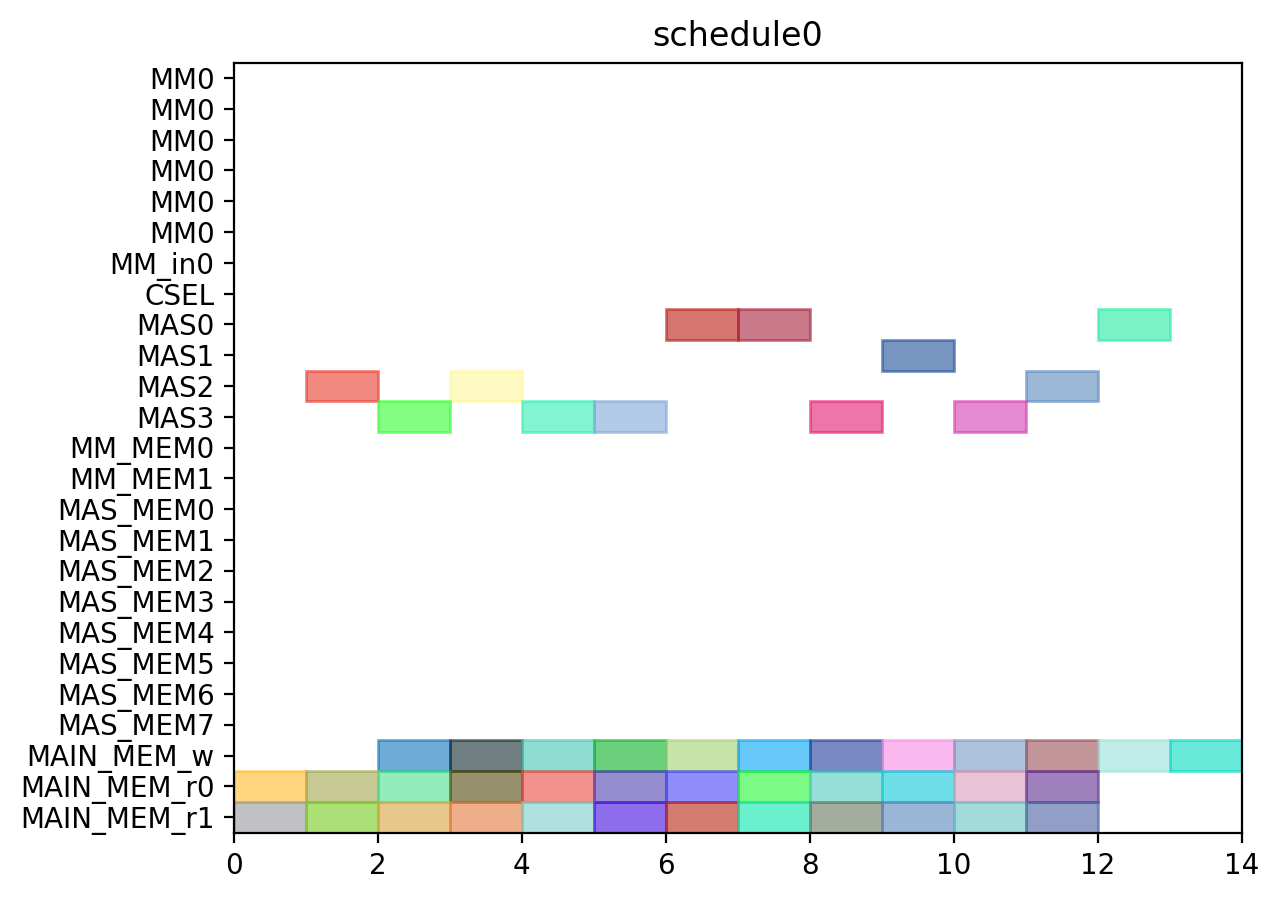 schedule0
MM0
MM0
MM0
MM0
MM0
MM0
MM_in0
CSEL
MAS0
MAS1
MAS2
MAS3
MM_MEM0
MM_MEM1
MAS_MEM0
MAS_MEM1
MAS_MEM2
MAS_MEM3
MAS_MEM4
MAS_MEM5
MAS_MEM6
MAS_MEM7
MAIN_MEM_w
MAIN_MEM_r0
MAIN_MEM_r1
0 2 4 6 8 10 12 14